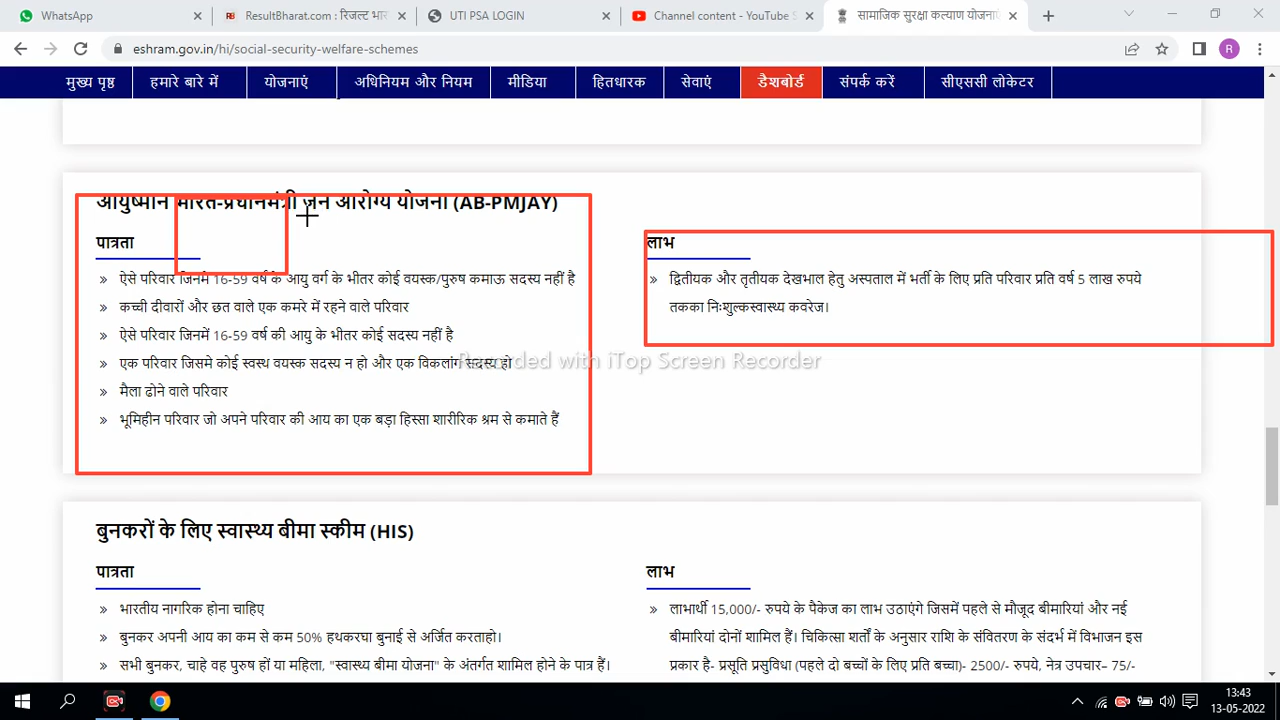 WhatsApp
ResultBharat.com : रिजल्ट भार
UTI PSA LOGIN
Channel content - YouTube S
सामाजिक सुरक्षा कल्याण योजनाएं
eshram.gov.in/hi/social-security-welfare-schemes
R
मुख्य पृष्ठ
हमारे बारे में
योजनाएं
अधिनियम और नियम
मीडिया
हितधारक
सेवाएं
डैशबोर्ड
संपर्क करें
सीएससी लोकेटर
आयुष्मान भारत-प्रधानमंत्री जन आरोग्य योजना (AB-PMJAY)
पात्रता
» ऐसे परिवार जिनमें 16-59 वर्ष के आयु वर्ग के भीतर कोई वयस्क/पुरुष कमाऊ सदस्य नहीं है
» कच्ची दीवारों और छत वाले एक कमरे में रहने वाले परिवार
» ऐसे परिवार जिनमें 16-59 वर्ष की आयु के भीतर कोई सदस्य नहीं है
» एक परिवार जिसमे कोई स्वस्थ वयस्क सदस्य न हो और एक विकलांग सदस्य हो
» मैला ढोने वाले परिवार
» भूमिहीन परिवार जो अपने परिवार की आय का एक बड़ा हिस्सा शारीरिक श्रम से कमाते हैं
लाभ
» द्वितीयक और तृतीयक देखभाल हेतु अस्पताल में भर्ती के लिए प्रति परिवार प्रति वर्ष 5 लाख रुपये
तकका निःशुल्कस्वास्थ्य कवरेज।
Recorded with iTop Screen Recorder
बुनकरों के लिए स्वास्थ्य बीमा स्कीम (HIS)
पात्रता
» भारतीय नागरिक होना चाहिए
» बुनकर अपनी आय का कम से कम 50% हथकरघा बुनाई से अर्जित करताहो।
» सभी बुनकर, चाहे वह पुरुष हों या महिला, "स्वास्थ्य बीमा योजना" के अंतर्गत शामिल होने के पात्र हैं।
लाभ
» लाभार्थी 15,000/- रुपये के पैकेज का लाभ उठाएंगे जिसमें पहले से मौजूद बीमारियां और नई
बीमारियां दोनों शामिल हैं। चिकित्सा शर्तों के अनुसार राशि के संवितरण के संदर्भ में विभाजन इस
प्रकार है- प्रसूति प्रसुविधा (पहले दो बच्चों के लिए प्रति बच्चा)- 2500/- रुपये, नेत्र उपचार– 75/-
13:43
13-05-2022